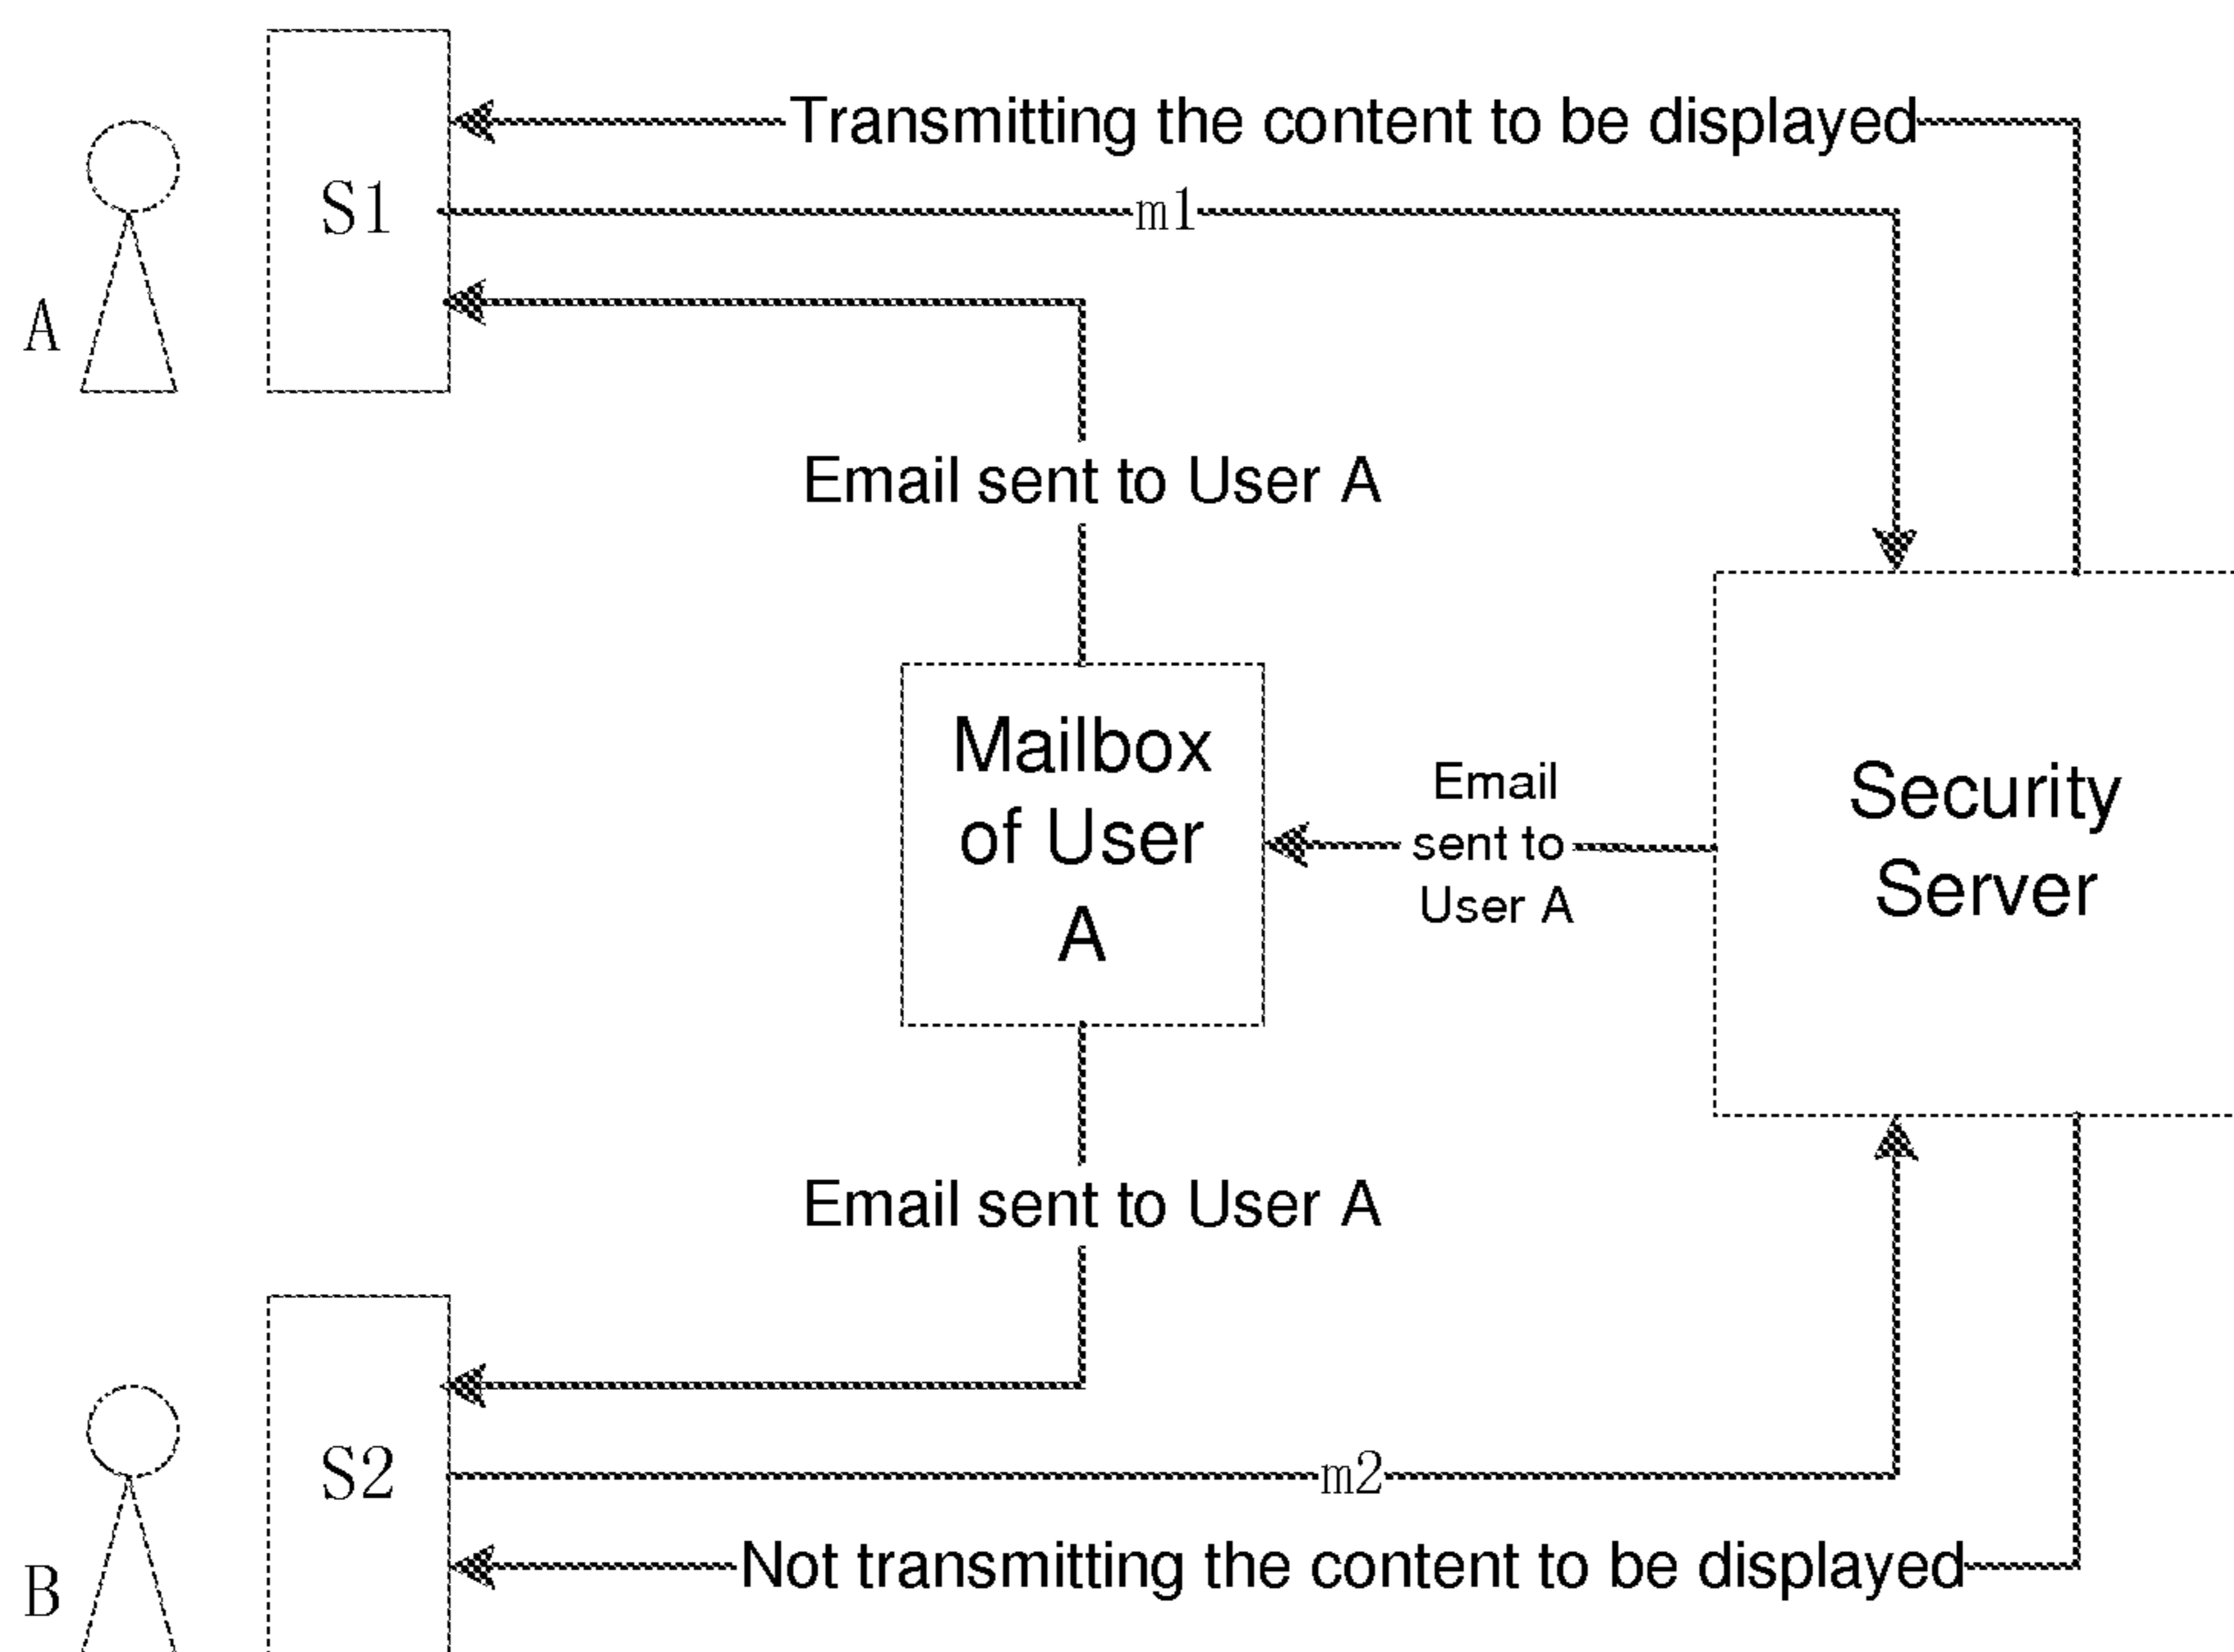 Transmitting the content to be displayed
S1
m1
A
Email sent to User A
Mailbox
of User
A
Email
sent to
User A
Security
Server
Email sent to User A
S2
m2
Not transmitting the content to be displayed
B